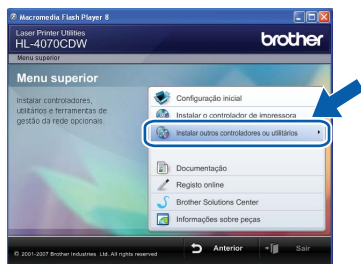 Macromedia Flash Player 8
Laser Printer Utilities
HL-4070CDW
brother
Menu superior
Menu superior
Instalar controladores,
utilitários e ferramentas de
gestão da rede opcionais.
Configuração inicial
Instalar o controlador de impressora
Instalar outros controladores ou utilitários
Documentação
Registo online
Brother Solutions Center
Informações sobre peças
© 2001-2007 Brother Industries Ltd. All rights reserved
Anterior
Sair